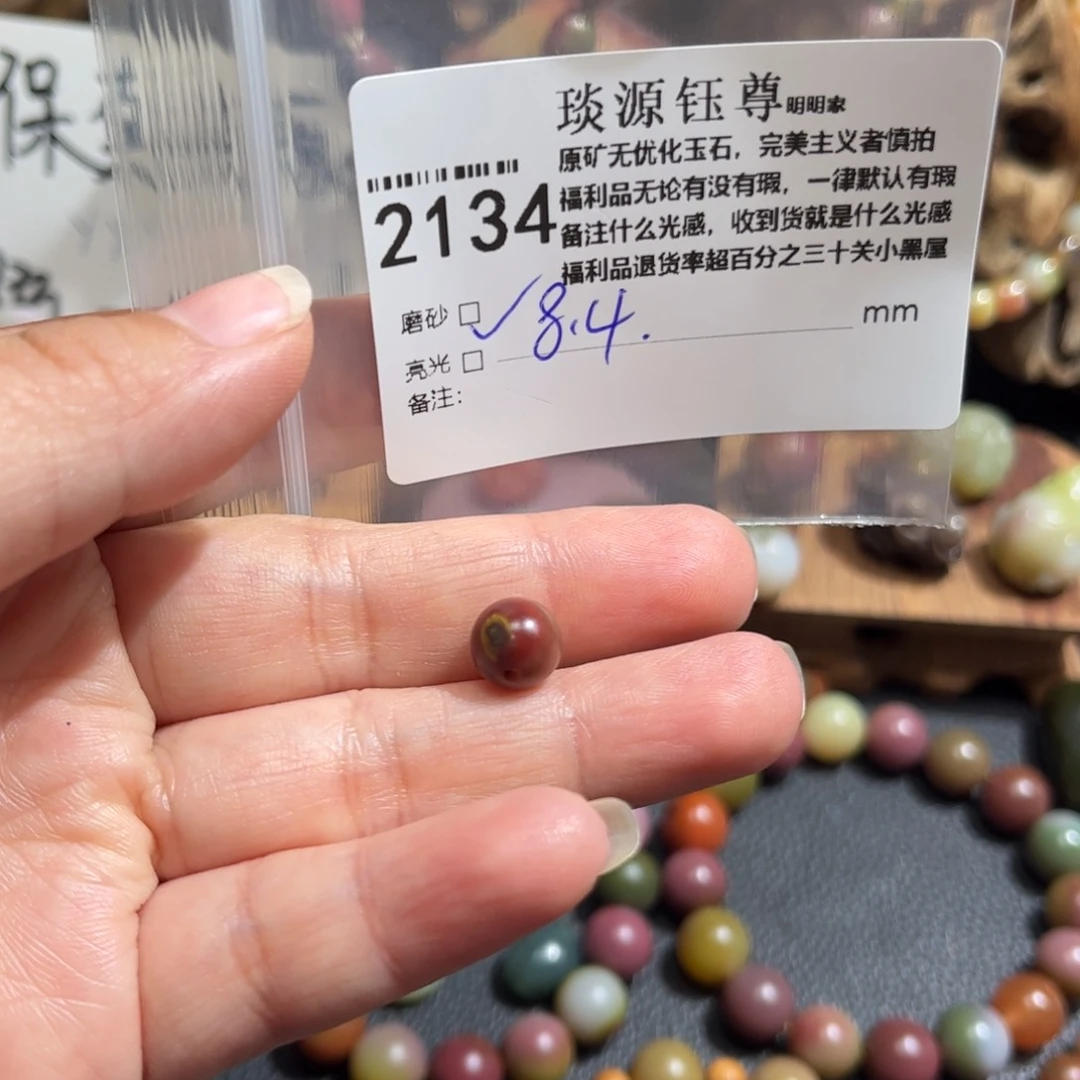 保
琰源钰尊明明家
原矿无优化玉石，完美主义者慎拍
福利品无论有没有瑕，一律默认有瑕
备注什么光感，收到货就是什么光感
福利品退货率超百分之三十关小黑屋
2134
磨砂 □ ✓ 8.4. mm
亮光 □
备注: